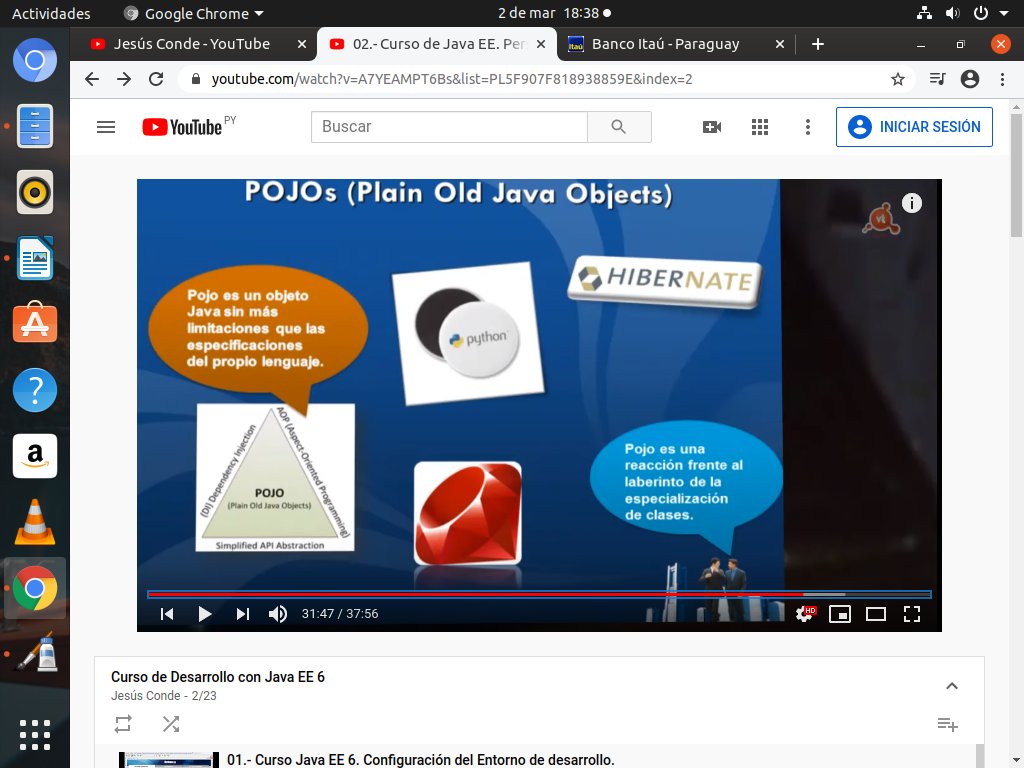 Actividades
Google Chrome
2 de mar 18:38
Jesús Conde - YouTube
02.- Curso de Java EE. Per
Banco Itaú - Paraguay
youtube.com/watch?v=A7YEAMPT6Bs&list=PL5F907F818938859E&index=2
YouTube PY
Buscar
INICIAR SESIÓN
POJOs (Plain Old Java Objects)
Pojo es un objeto
Java sin más
limitaciones que las
especificaciones
del propio lenguaje.
python
HIBERNATE
vt
(DI) Dependency Injection
AOP (Aspect-Oriented Programming)
POJO
(Plain Old Java Objects)
Simplified API Abstraction
Pojo es una
reacción frente al
laberinto de la
especialización
de clases.
31:47 / 37:56
HD
Curso de Desarrollo con Java EE 6
Jesús Conde - 2/23
01.- Curso Java EE 6. Configuración del Entorno de desarrollo.